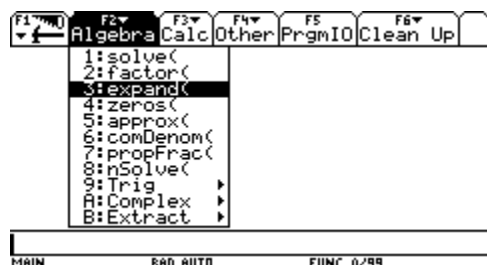 F1 F2 F3 F4 F5 F6
Algebra Calc Other PrgmIO Clean Up
1:solve(
2:factor(
3:expand(
4:zeros(
5:approx(
6:comDenom(
7:propFrac(
8:nSolve(
9:Trig
A:Complex
B:Extract
MAIN RAD AUTO FUNC 0/99